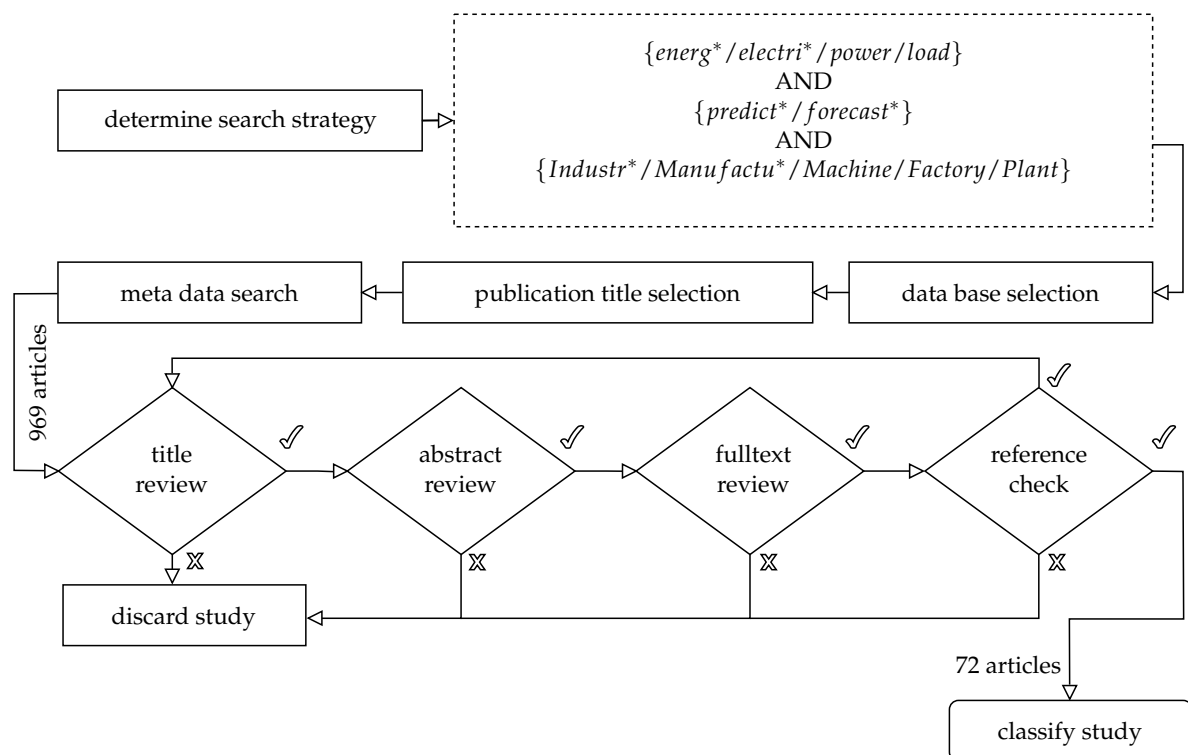 {energ*/electri*/power/load}
AND
determine search strategy
{predict*/forecast*}
AND
{Industr*/Manufactu*/Machine/Factory/Plant}
meta data search
publication title selection
data base selection
969 articles
title
review
abstract
review
fulltext
review
reference
check
discard study
72 articles
classify study